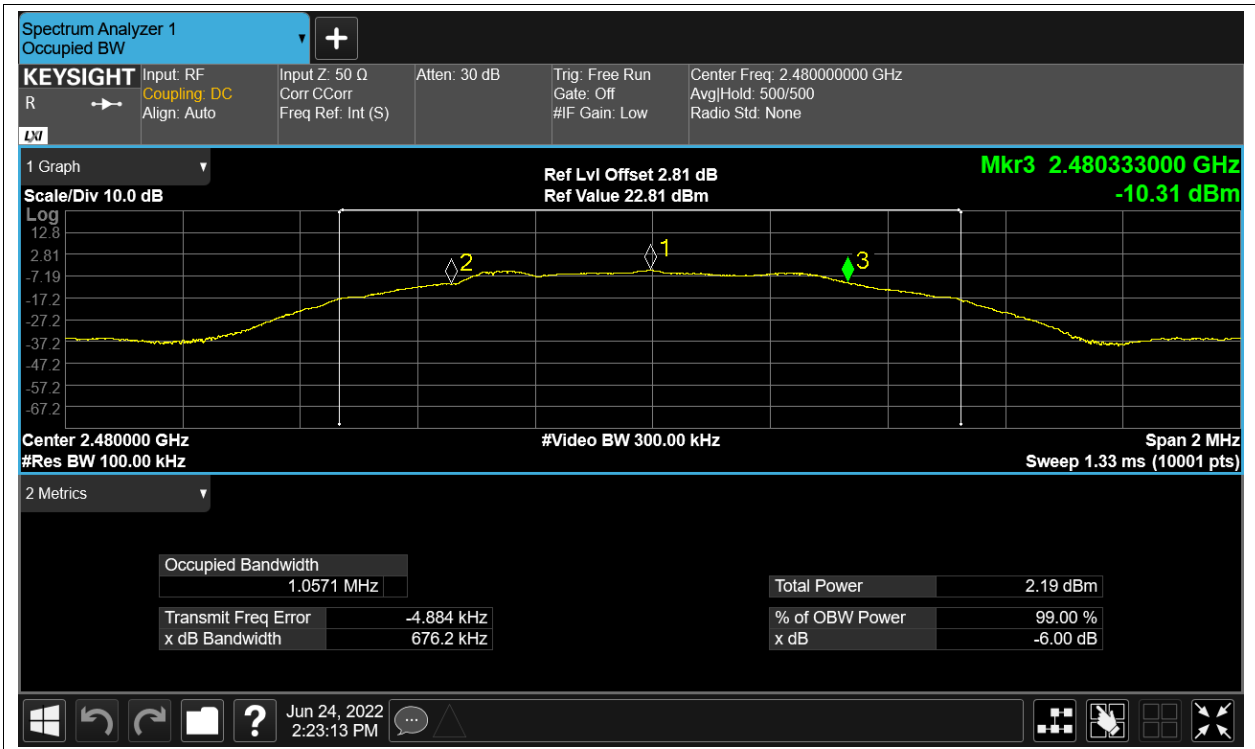 Spectrum Analyzer 1
Occupied BW
KEYSIGHT
R
LXI
Input: RF
Coupling: DC
Align: Auto
Input Z: 50 Ω
Corr CCorr
Freq Ref: Int (S)
Atten: 30 dB
Trig: Free Run
Gate: Off
#IF Gain: Low
Center Freq: 2.480000000 GHz
Avg|Hold: 500/500
Radio Std: None
1 Graph
Scale/Div 10.0 dB
Ref Lvl Offset 2.81 dB
Ref Value 22.81 dBm
Mkr3 2.480333000 GHz
-10.31 dBm
Log
12.8
2.81
-7.19
-17.2
-27.2
-37.2
-47.2
-57.2
-67.2
2
1
3
Center 2.480000 GHz
#Res BW 100.00 kHz
#Video BW 300.00 kHz
Span 2 MHz
Sweep 1.33 ms (10001 pts)
2 Metrics
Occupied Bandwidth
1.0571 MHz
Transmit Freq Error -4.884 kHz
x dB Bandwidth 676.2 kHz
Total Power 2.19 dBm
% of OBW Power 99.00 %
x dB -6.00 dB
?
Jun 24, 2022
2:23:13 PM